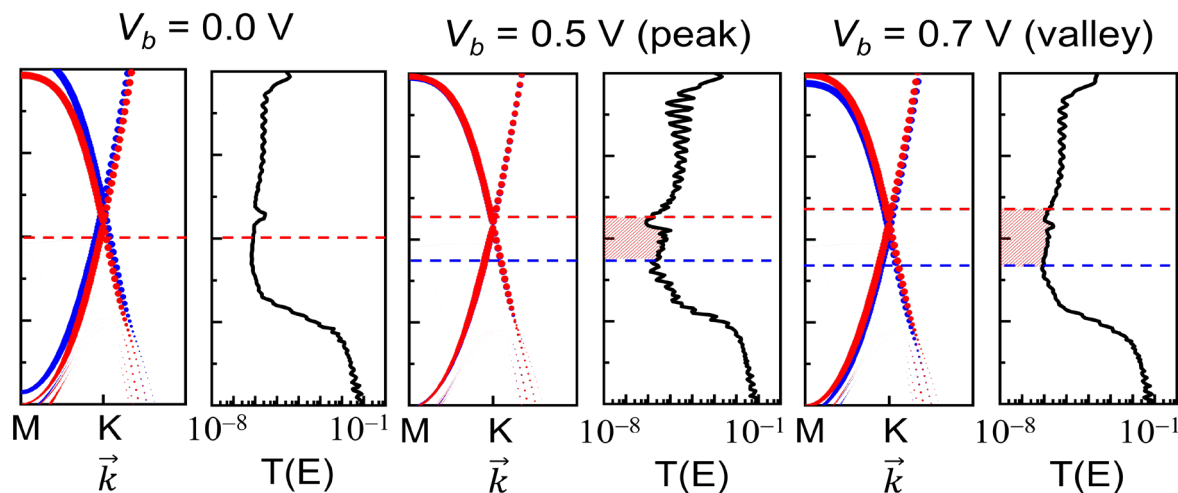 V_b = 0.0 V
V_b = 0.5 V (peak)
V_b = 0.7 V (valley)
M K
10⁻⁸ 10⁻¹
M K
10⁻⁸ 10⁻¹
M K
10⁻⁸ 10⁻¹
k⃗
T(E)
k⃗
T(E)
k⃗
T(E)